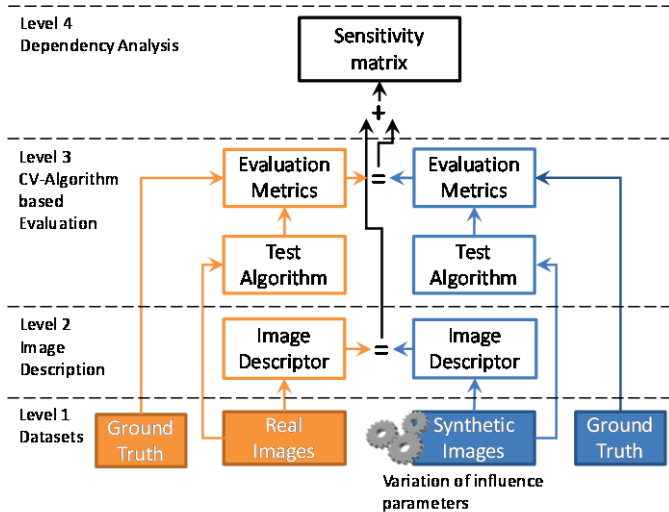 Level 4
Dependency Analysis
Sensitivity
matrix
+
Level 3
CV-Algorithm
based
Evaluation
Evaluation
Metrics
=
Evaluation
Metrics
Test
Algorithm
Test
Algorithm
Level 2
Image
Description
Image
Descriptor
=
Image
Descriptor
Level 1
Datasets
Ground
Truth
Real
Images
Synthetic
Images
Ground
Truth
Variation of influence
parameters